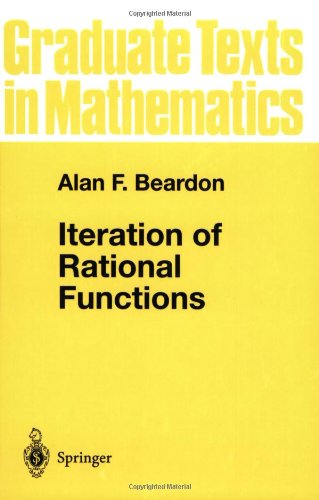 Graduate Texts
in Mathematics
Alan F. Beardon
Iteration of
Rational
Functions
Springer